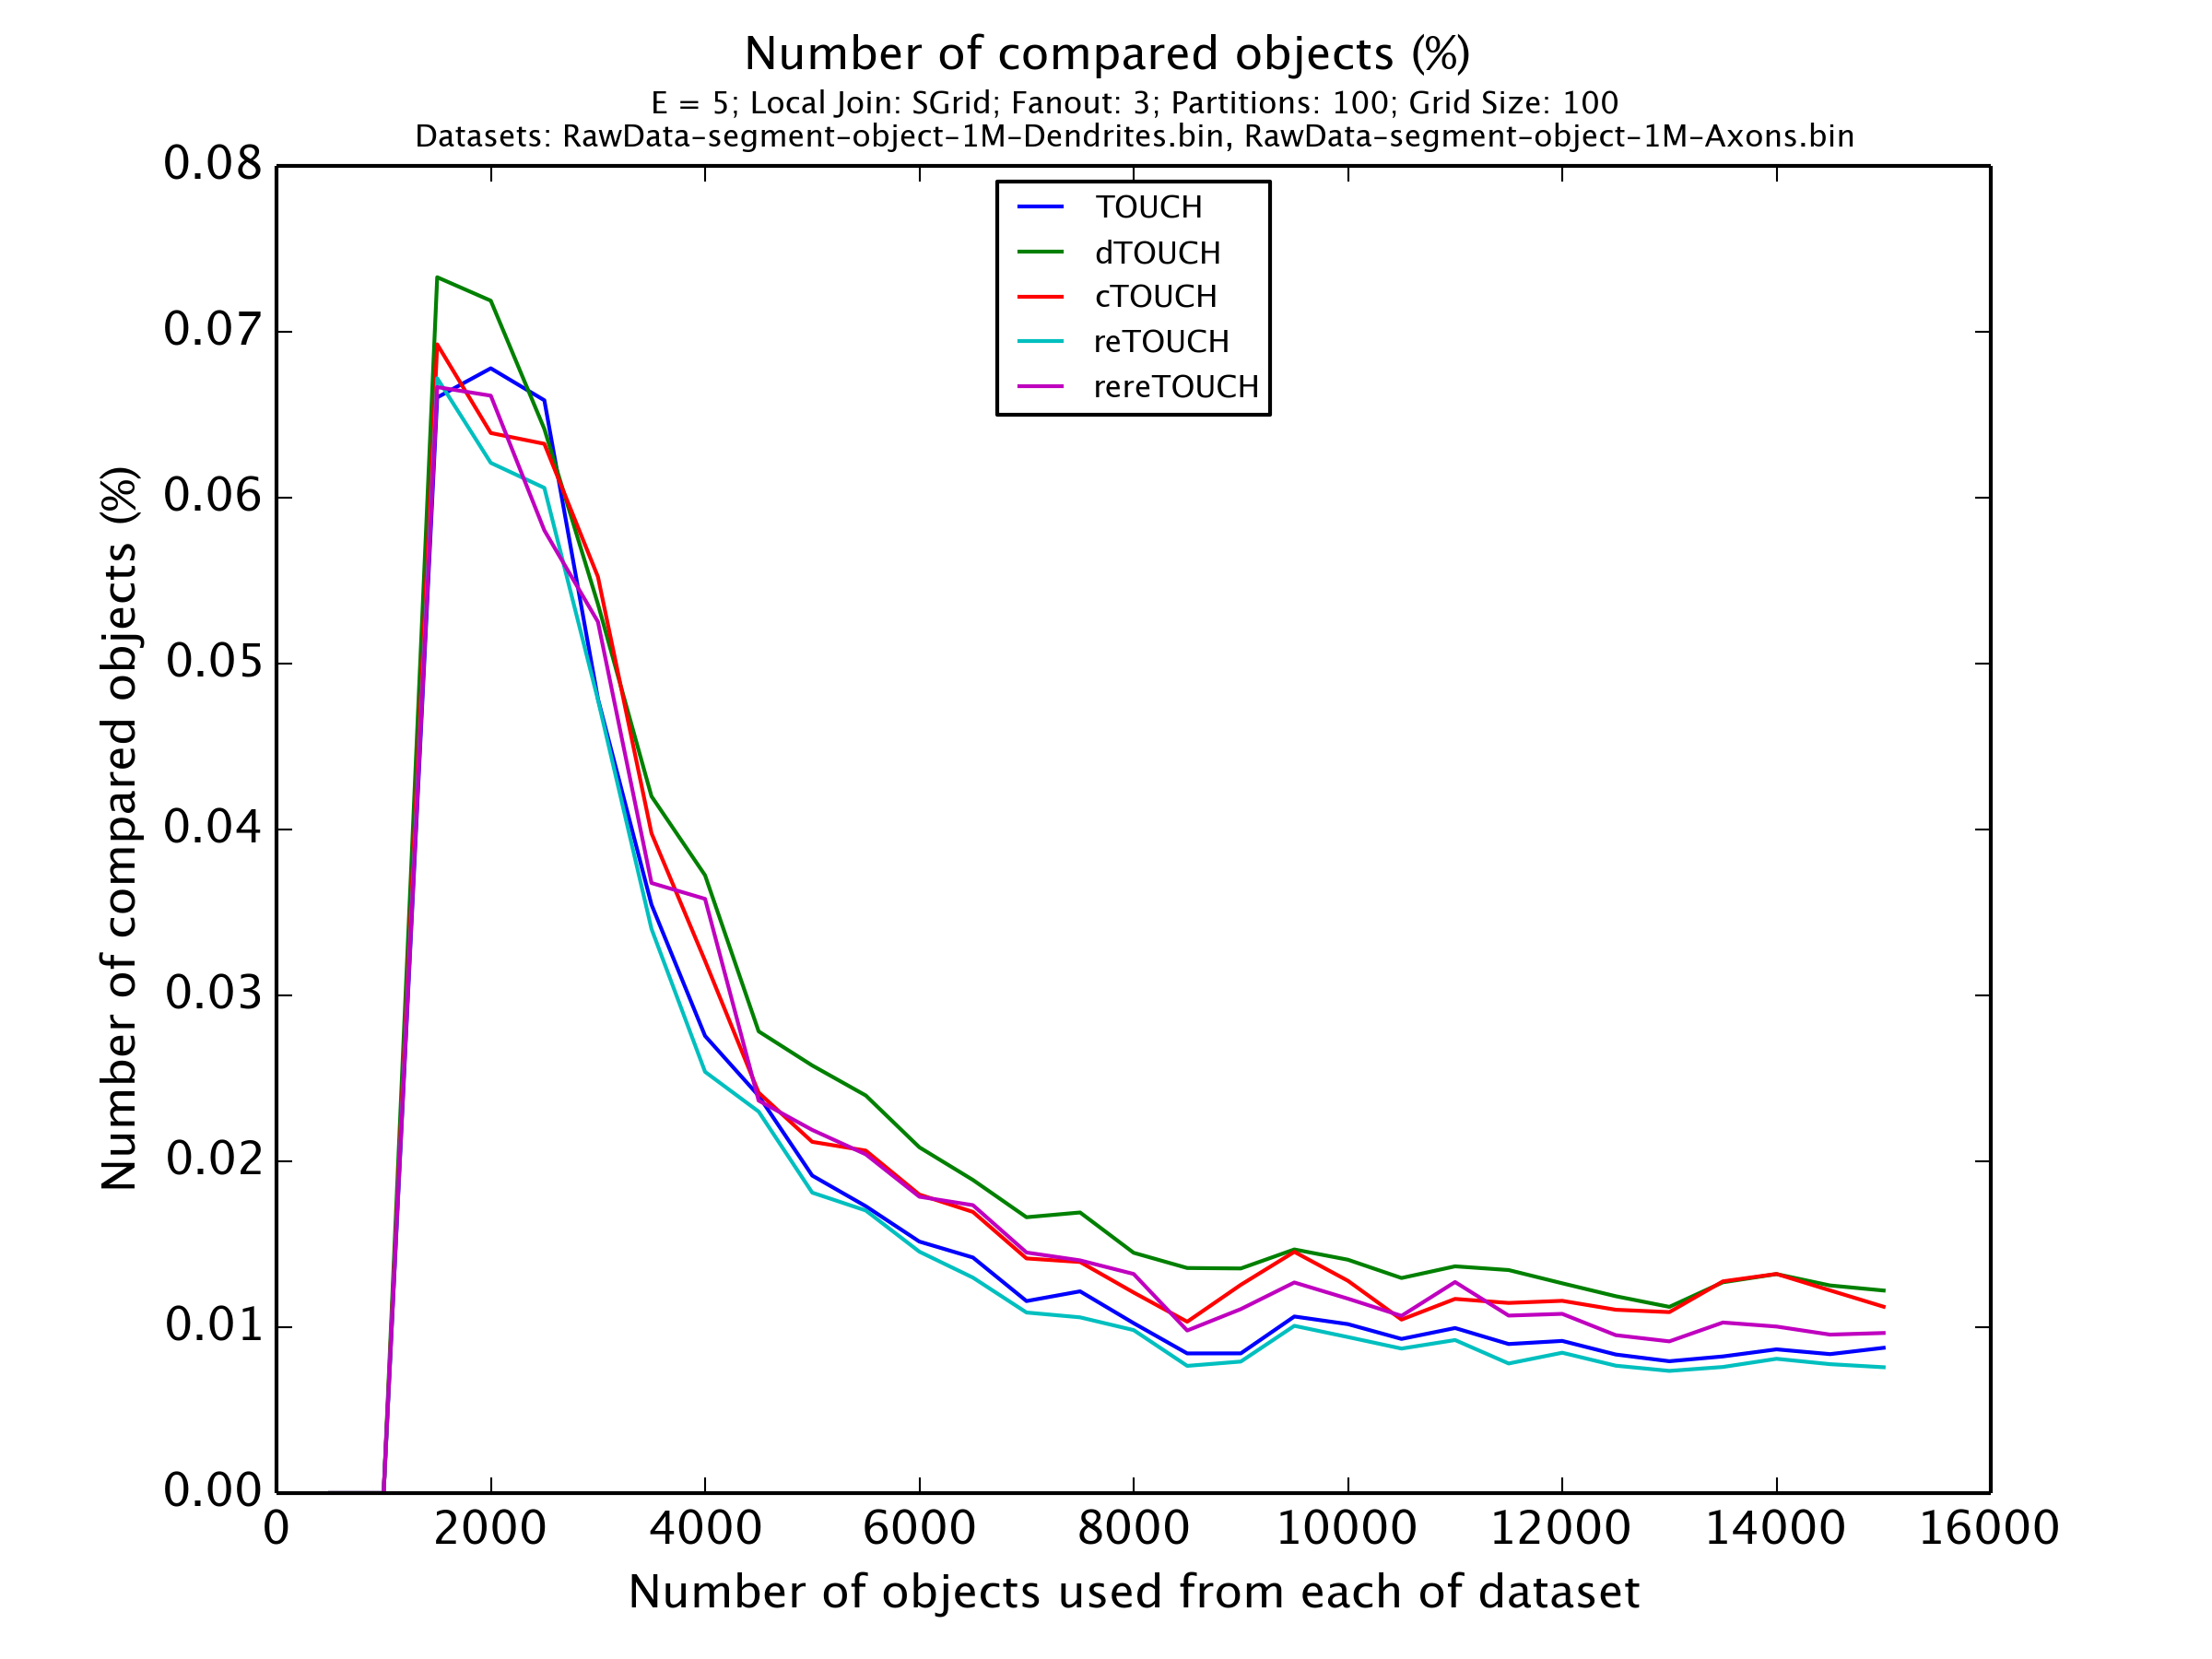 Number of compared objects (%)
E = 5; Local Join: SGrid; Fanout: 3; Partitions: 100; Grid Size: 100
Datasets: RawData-segment-object-1M-Dendrites.bin, RawData-segment-object-1M-Axons.bin
TOUCH
dTOUCH
cTOUCH
reTOUCH
rereTOUCH
Number of compared objects (%)
0.08
0.07
0.06
0.05
0.04
0.03
0.02
0.01
0.00
0 2000 4000 6000 8000 10000 12000 14000 16000
Number of objects used from each of dataset